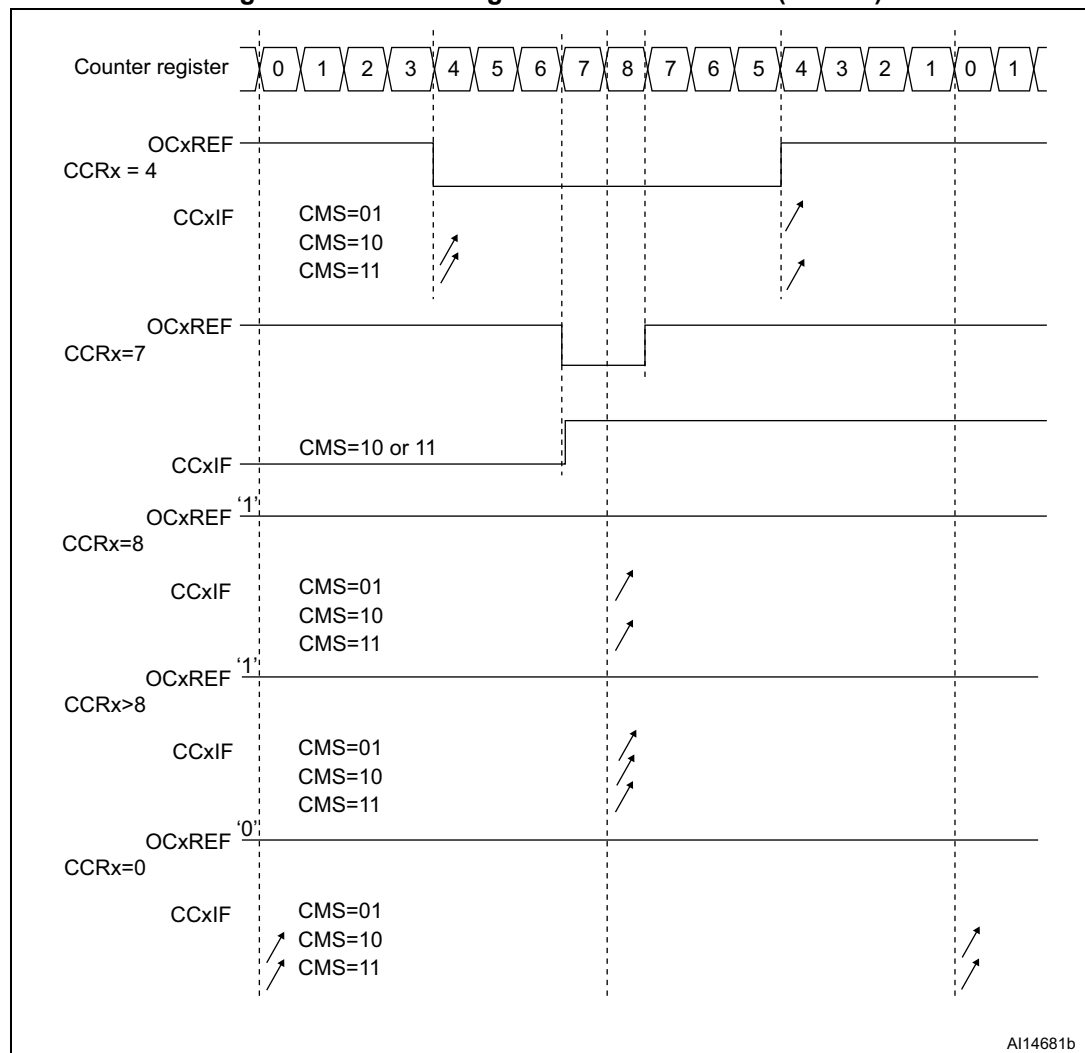 Counter register 0 1 2 3 4 5 6 7 8 7 6 5 4 3 2 1 0 1
OCxREF
CCRx = 4
CCxIF CMS=01
CMS=10
CMS=11
OCxREF
CCRx=7
CMS=10 or 11
CCxIF
OCxREF '1'
CCRx=8
CCxIF CMS=01
CMS=10
CMS=11
OCxREF '1'
CCRx>8
CCxIF CMS=01
CMS=10
CMS=11
OCxREF '0'
CCRx=0
CCxIF CMS=01
CMS=10
CMS=11
AI14681b